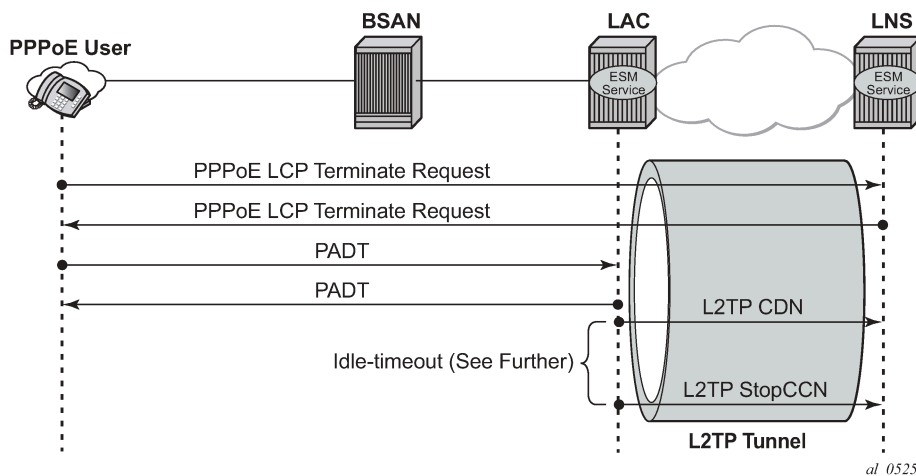 BSAN
LAC
LNS
PPPoE User
ESM
Service
ESM
Service
PPPoE LCP Terminate Request
PPPoE LCP Terminate Request
PADT
PADT
L2TP CDN
Idle-timeout (See Further)
L2TP StopCCN
L2TP Tunnel
al_0525